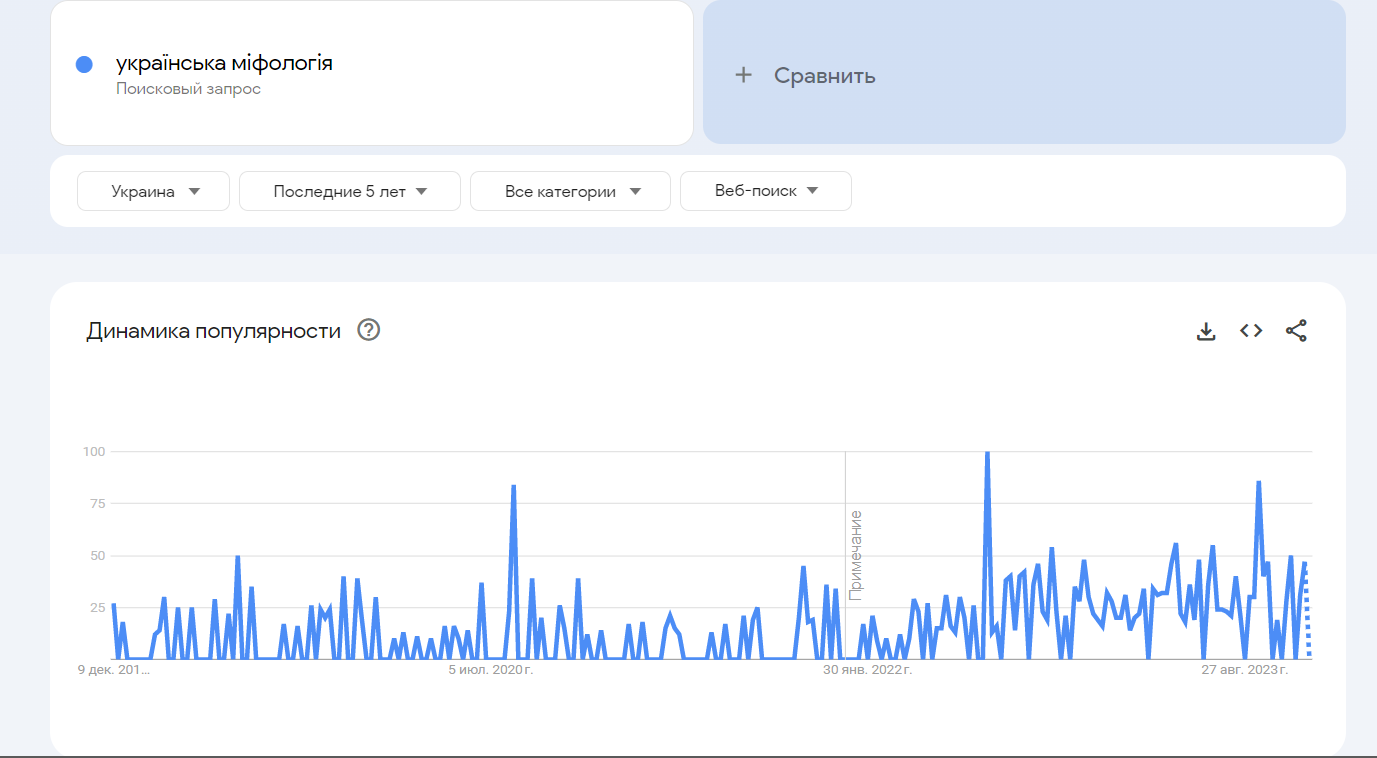 українська міфологія
Поисковый запрос
+ Сравнить
Украина
Последние 5 лет
Все категории
Веб-поиск
Динамика популярности
100
75
50
25
Примечание
9 дек. 201...
5 июл. 2020 г.
30 янв. 2022 г.
27 авг. 2023 г.